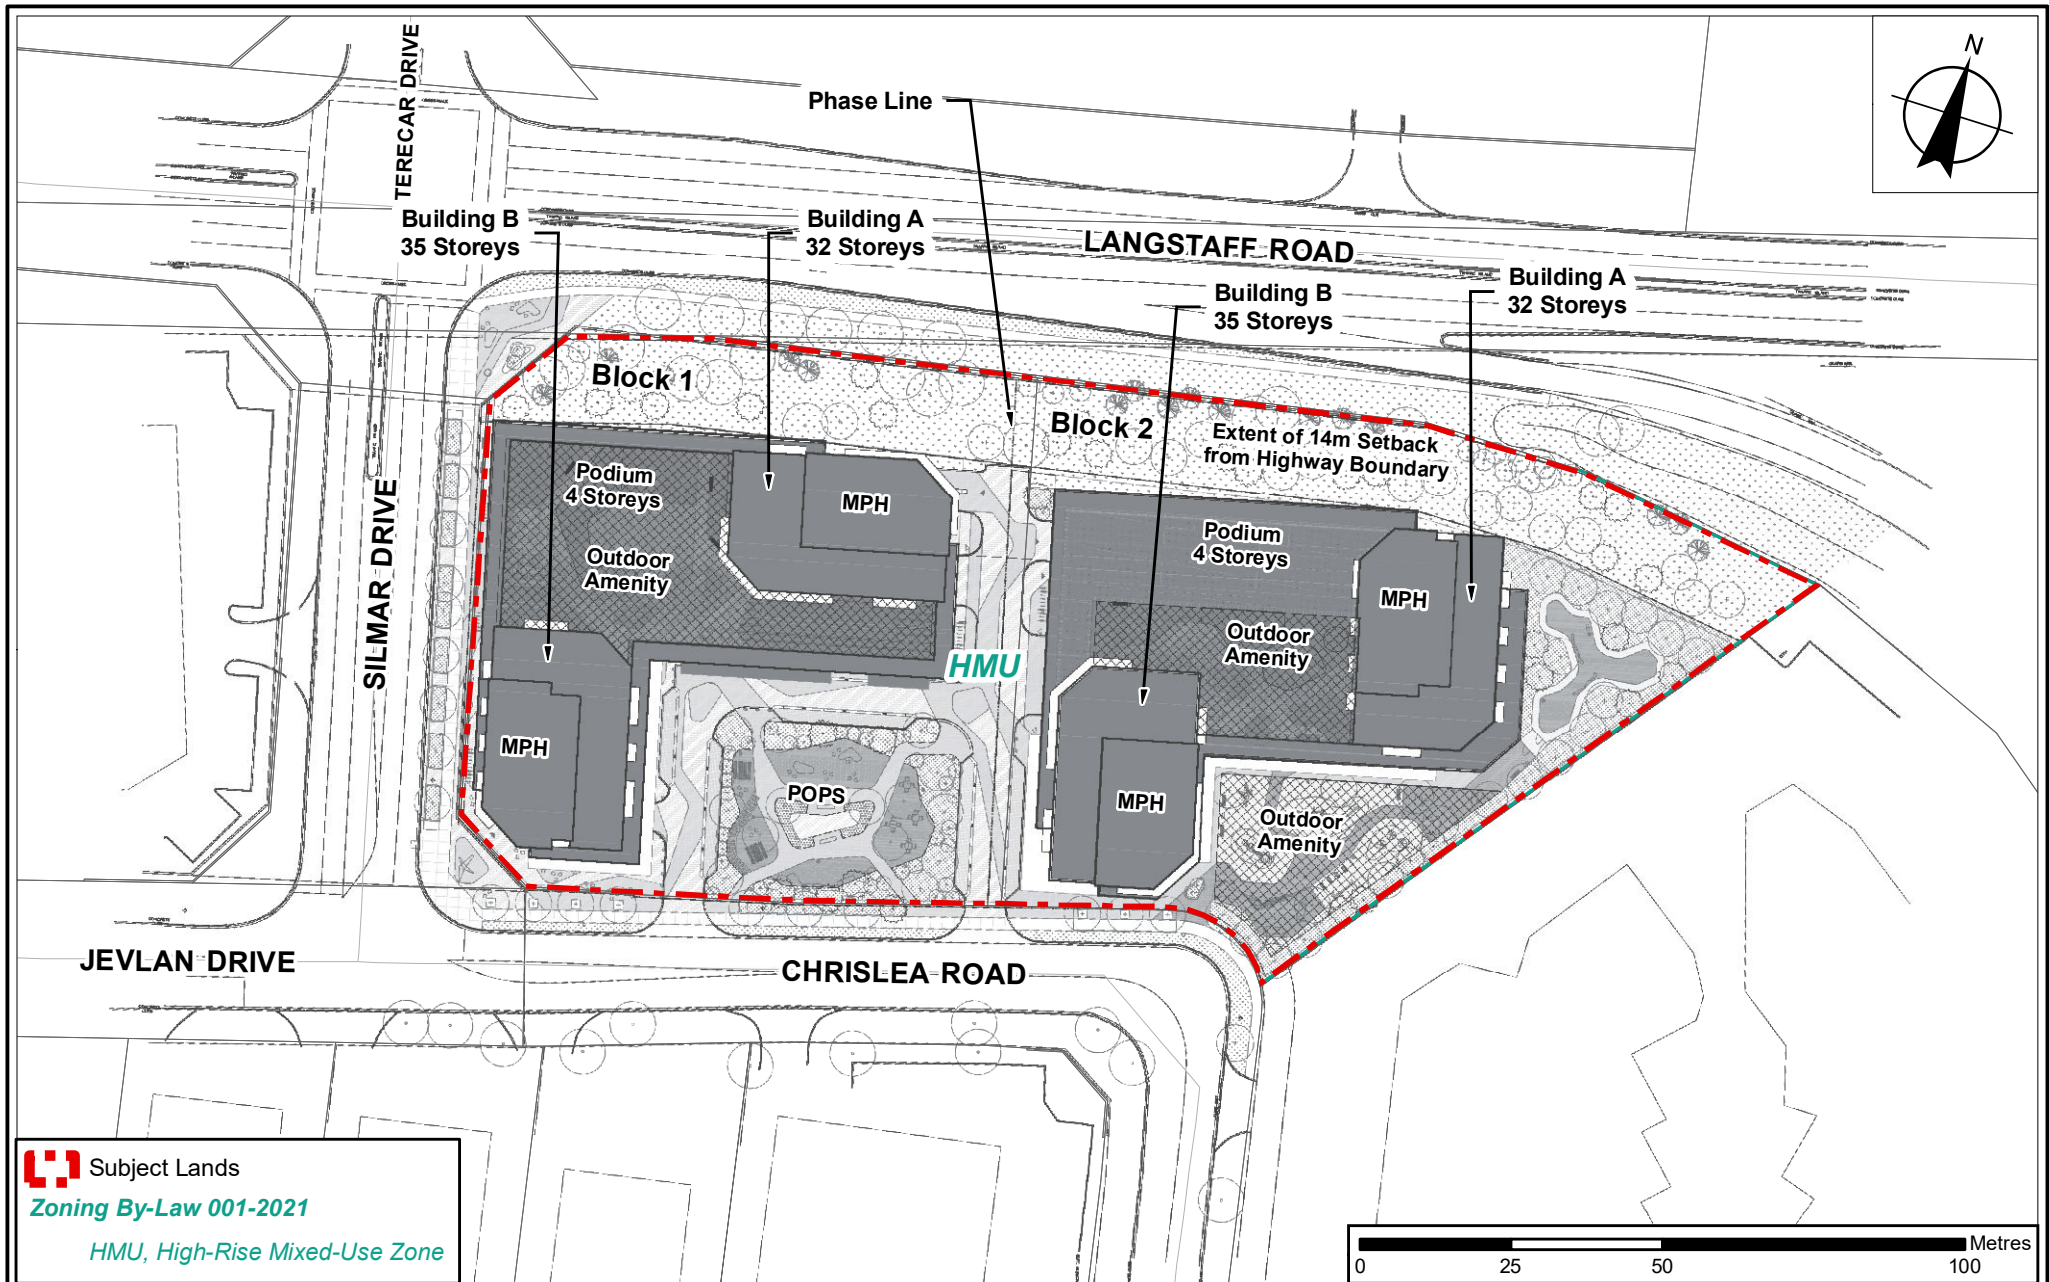 N
TERECAR DRIVE
Phase Line
Building B
35 Storeys
Building A
32 Storeys
LANGSTAFF ROAD
Building B
35 Storeys
Building A
32 Storeys
Block 1
Block 2
Extent of 14m Setback
from Highway Boundary
Podium
4 Storeys
MPH
Outdoor
Amenity
Podium
4 Storeys
MPH
Outdoor
Amenity
SILMAR DRIVE
HMU
MPH
POPS
MPH
Outdoor
Amenity
JEVLAN DRIVE
CHRISLEA ROAD
Subject Lands
Zoning By-Law 001-2021
HMU, High-Rise Mixed-Use Zone
Metres
0 25 50 100